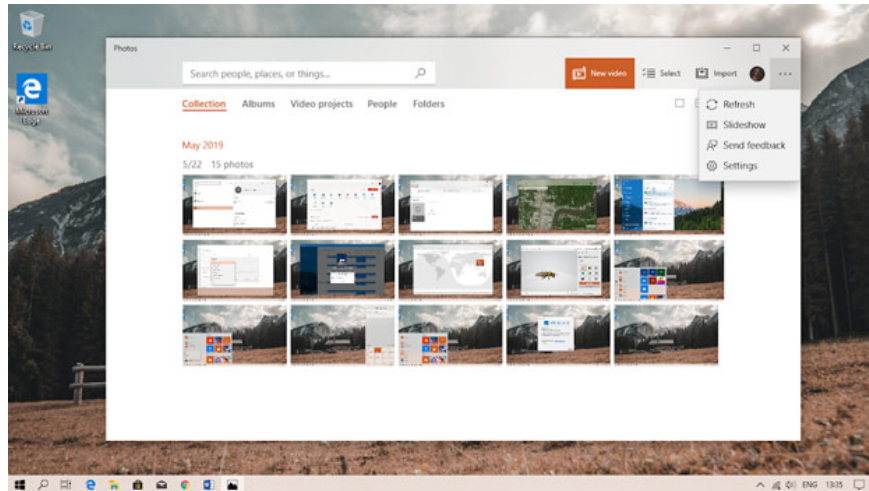 Recycle Bin
Microsoft
Edge
Photos
Search people, places, or things...
New video
Select
Import
Collection
Albums
Video projects
People
Folders
Refresh
Slideshow
Send feedback
Settings
May 2019
5/22 15 photos
ENG
13:35